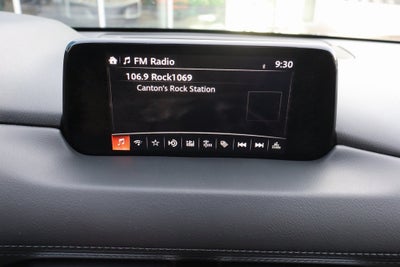 FM Radio
9:30
106.9 Rock1069
Canton's Rock Station